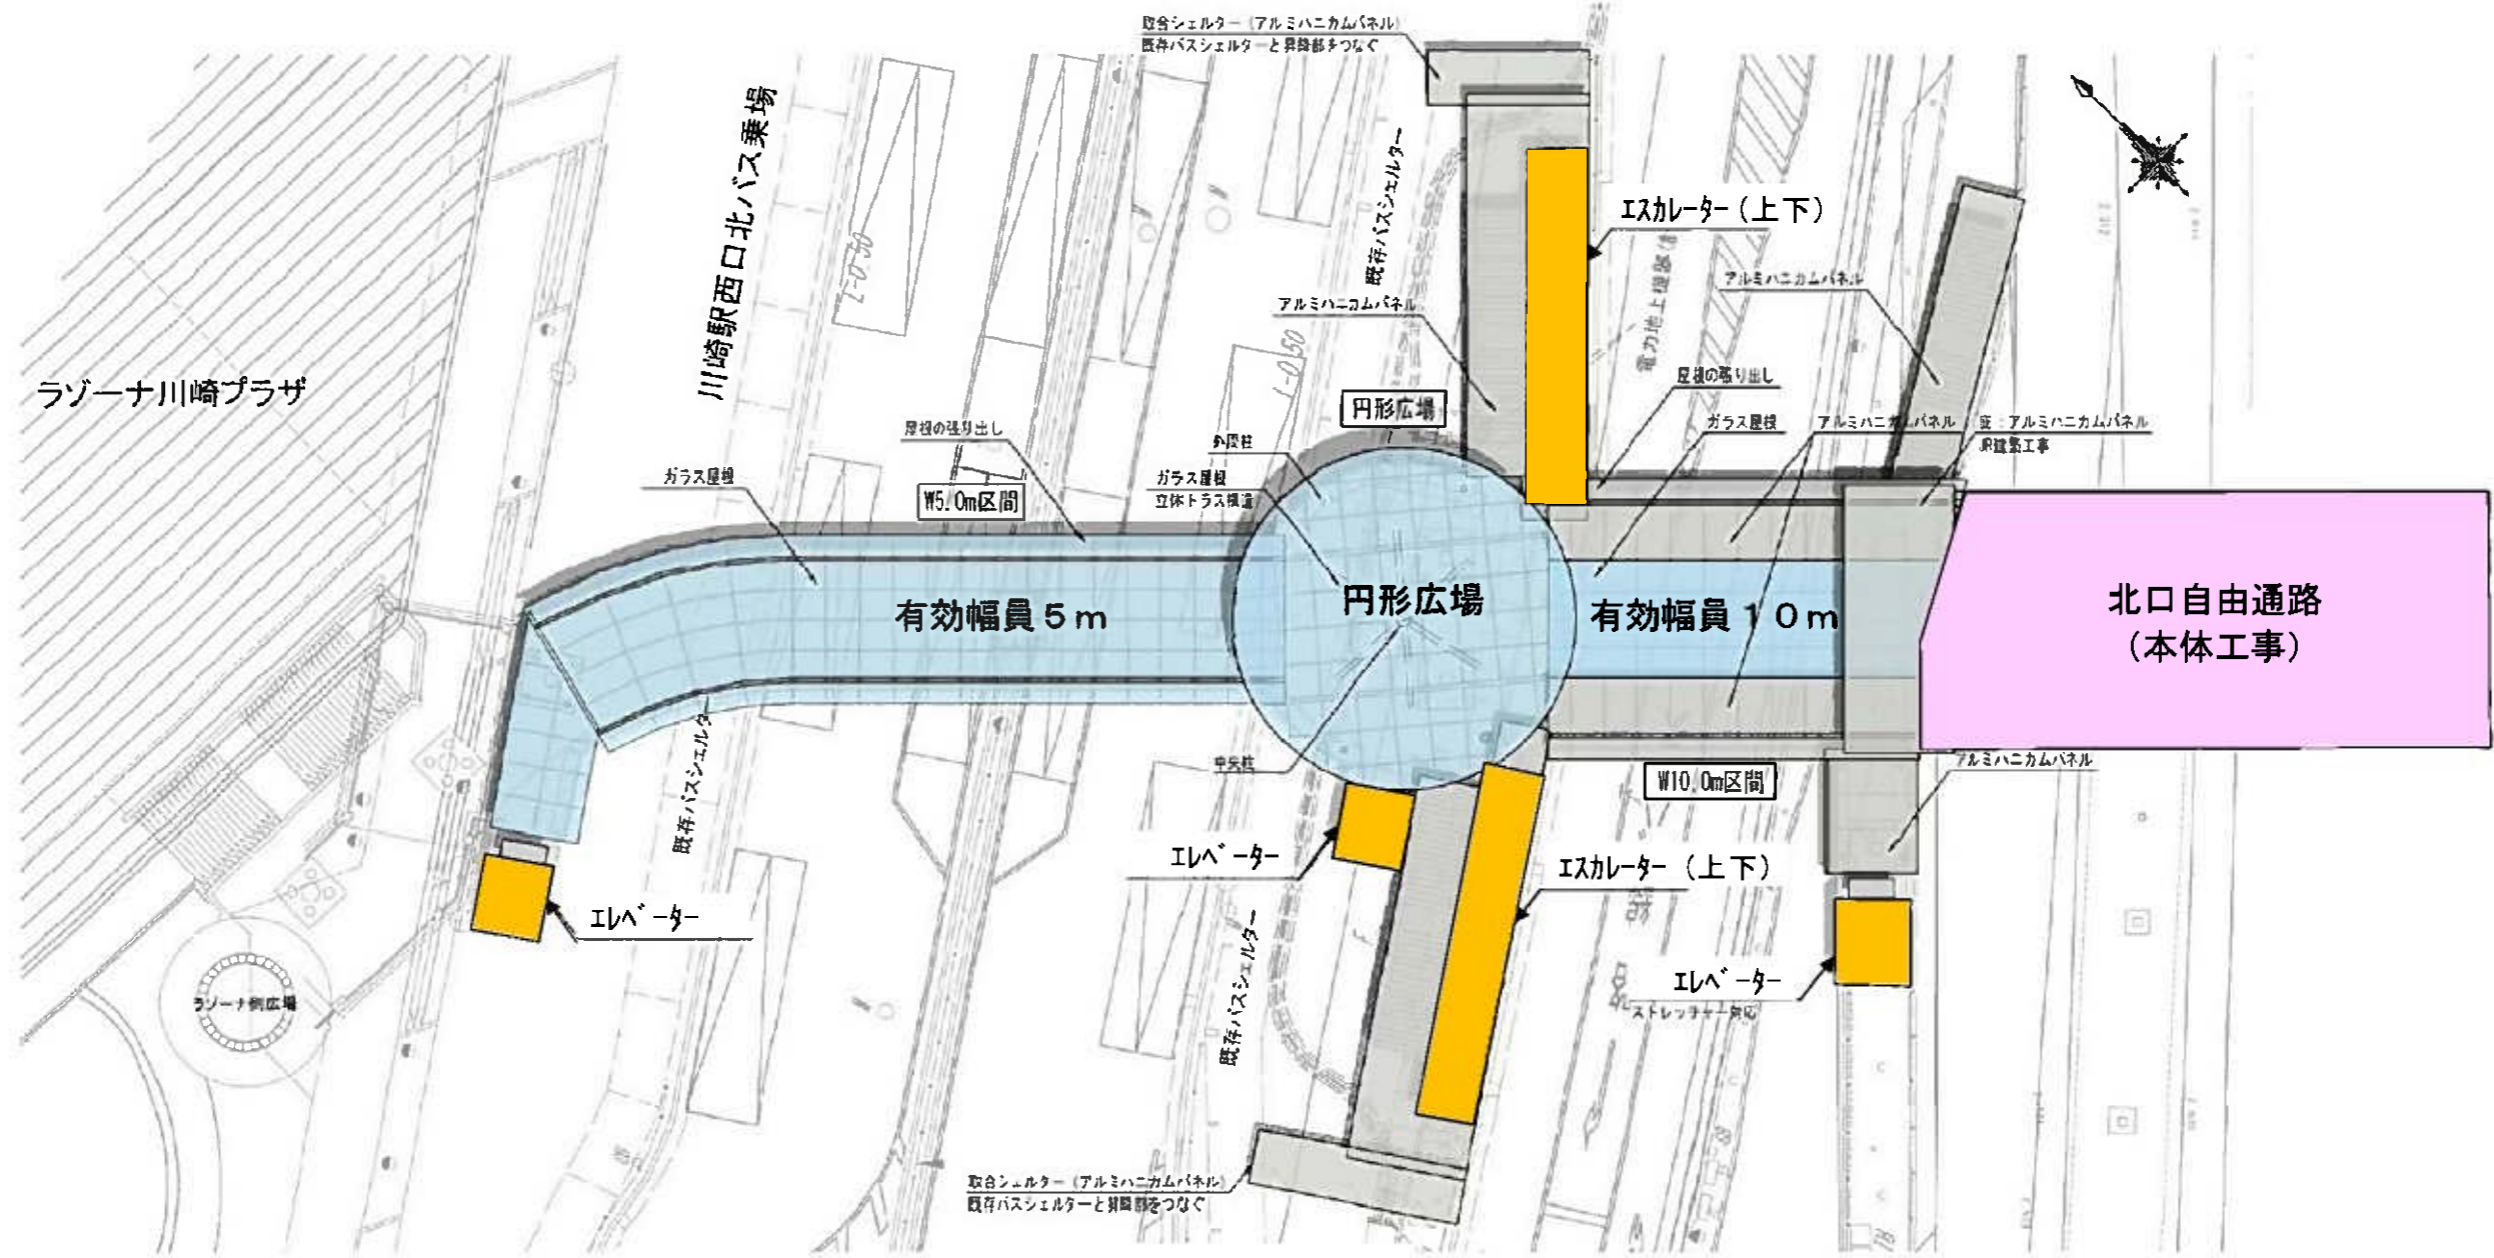 取合シェルター（アルミハニカムパネル）
既存バスシェルターと昇降部をつなぐ
川崎駅西口北バス乗場
既存バスシェルター
エスカレーター（上下）
アルミハニカムパネル
アルミハニカムパネル
L-0.50
L-0.50
ラゾーナ川崎プラザ
円形広場
屋根の張り出し
屋根の張り出し
外周柱
ガラス屋根
アルミハニカムパネル
庇：アルミハニカムパネル
JR建築工事
ガラス屋根
W5.0m区間
ガラス屋根
立体トラス構造
有効幅員５ｍ
円形広場
有効幅員１０ｍ
北口自由通路
（本体工事）
既存バスシェルター
中央柱
W10.0m区間
アルミハニカムパネル
エレベーター
エスカレーター（上下）
エレベーター
既存バスシェルター
エレベーター
ストレッチャー対応
ラゾーナ側広場
取合シェルター（アルミハニカムパネル）
既存バスシェルターと昇降部をつなぐ